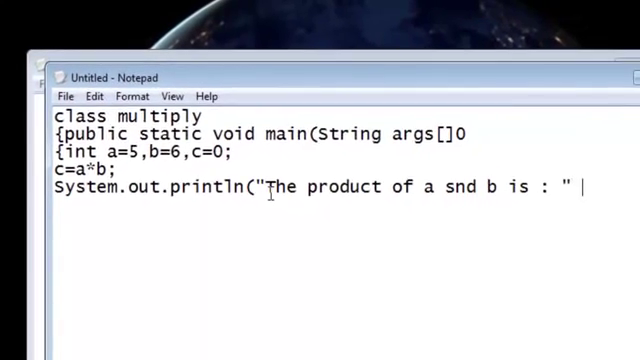 Untitled - Notepad
File Edit Format View Help
class multiply
{public static void main(String args[]0
{int a=5,b=6,c=0;
c=a*b;
System.out.println("The product of a snd b is : "